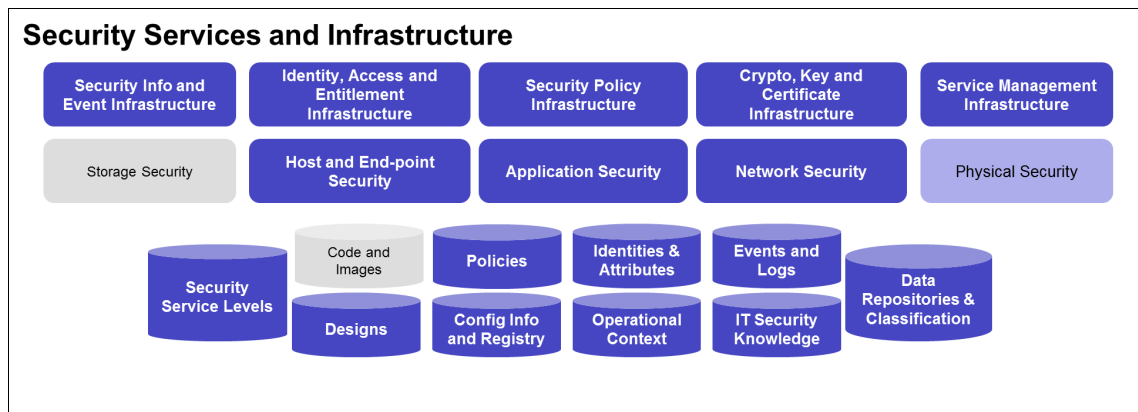 Security Services and Infrastructure
Security Info and
Event Infrastructure
Identity, Access and
Entitlement
Infrastructure
Security Policy
Infrastructure
Crypto, Key and
Certificate
Infrastructure
Service Management
Infrastructure
Storage Security
Host and End-point
Security
Application Security
Network Security
Physical Security
Security
Service Levels
Code and
Images
Policies
Identities &
Attributes
Events and
Logs
Data
Repositories &
Classification
Designs
Config Info
and Registry
Operational
Context
IT Security
Knowledge